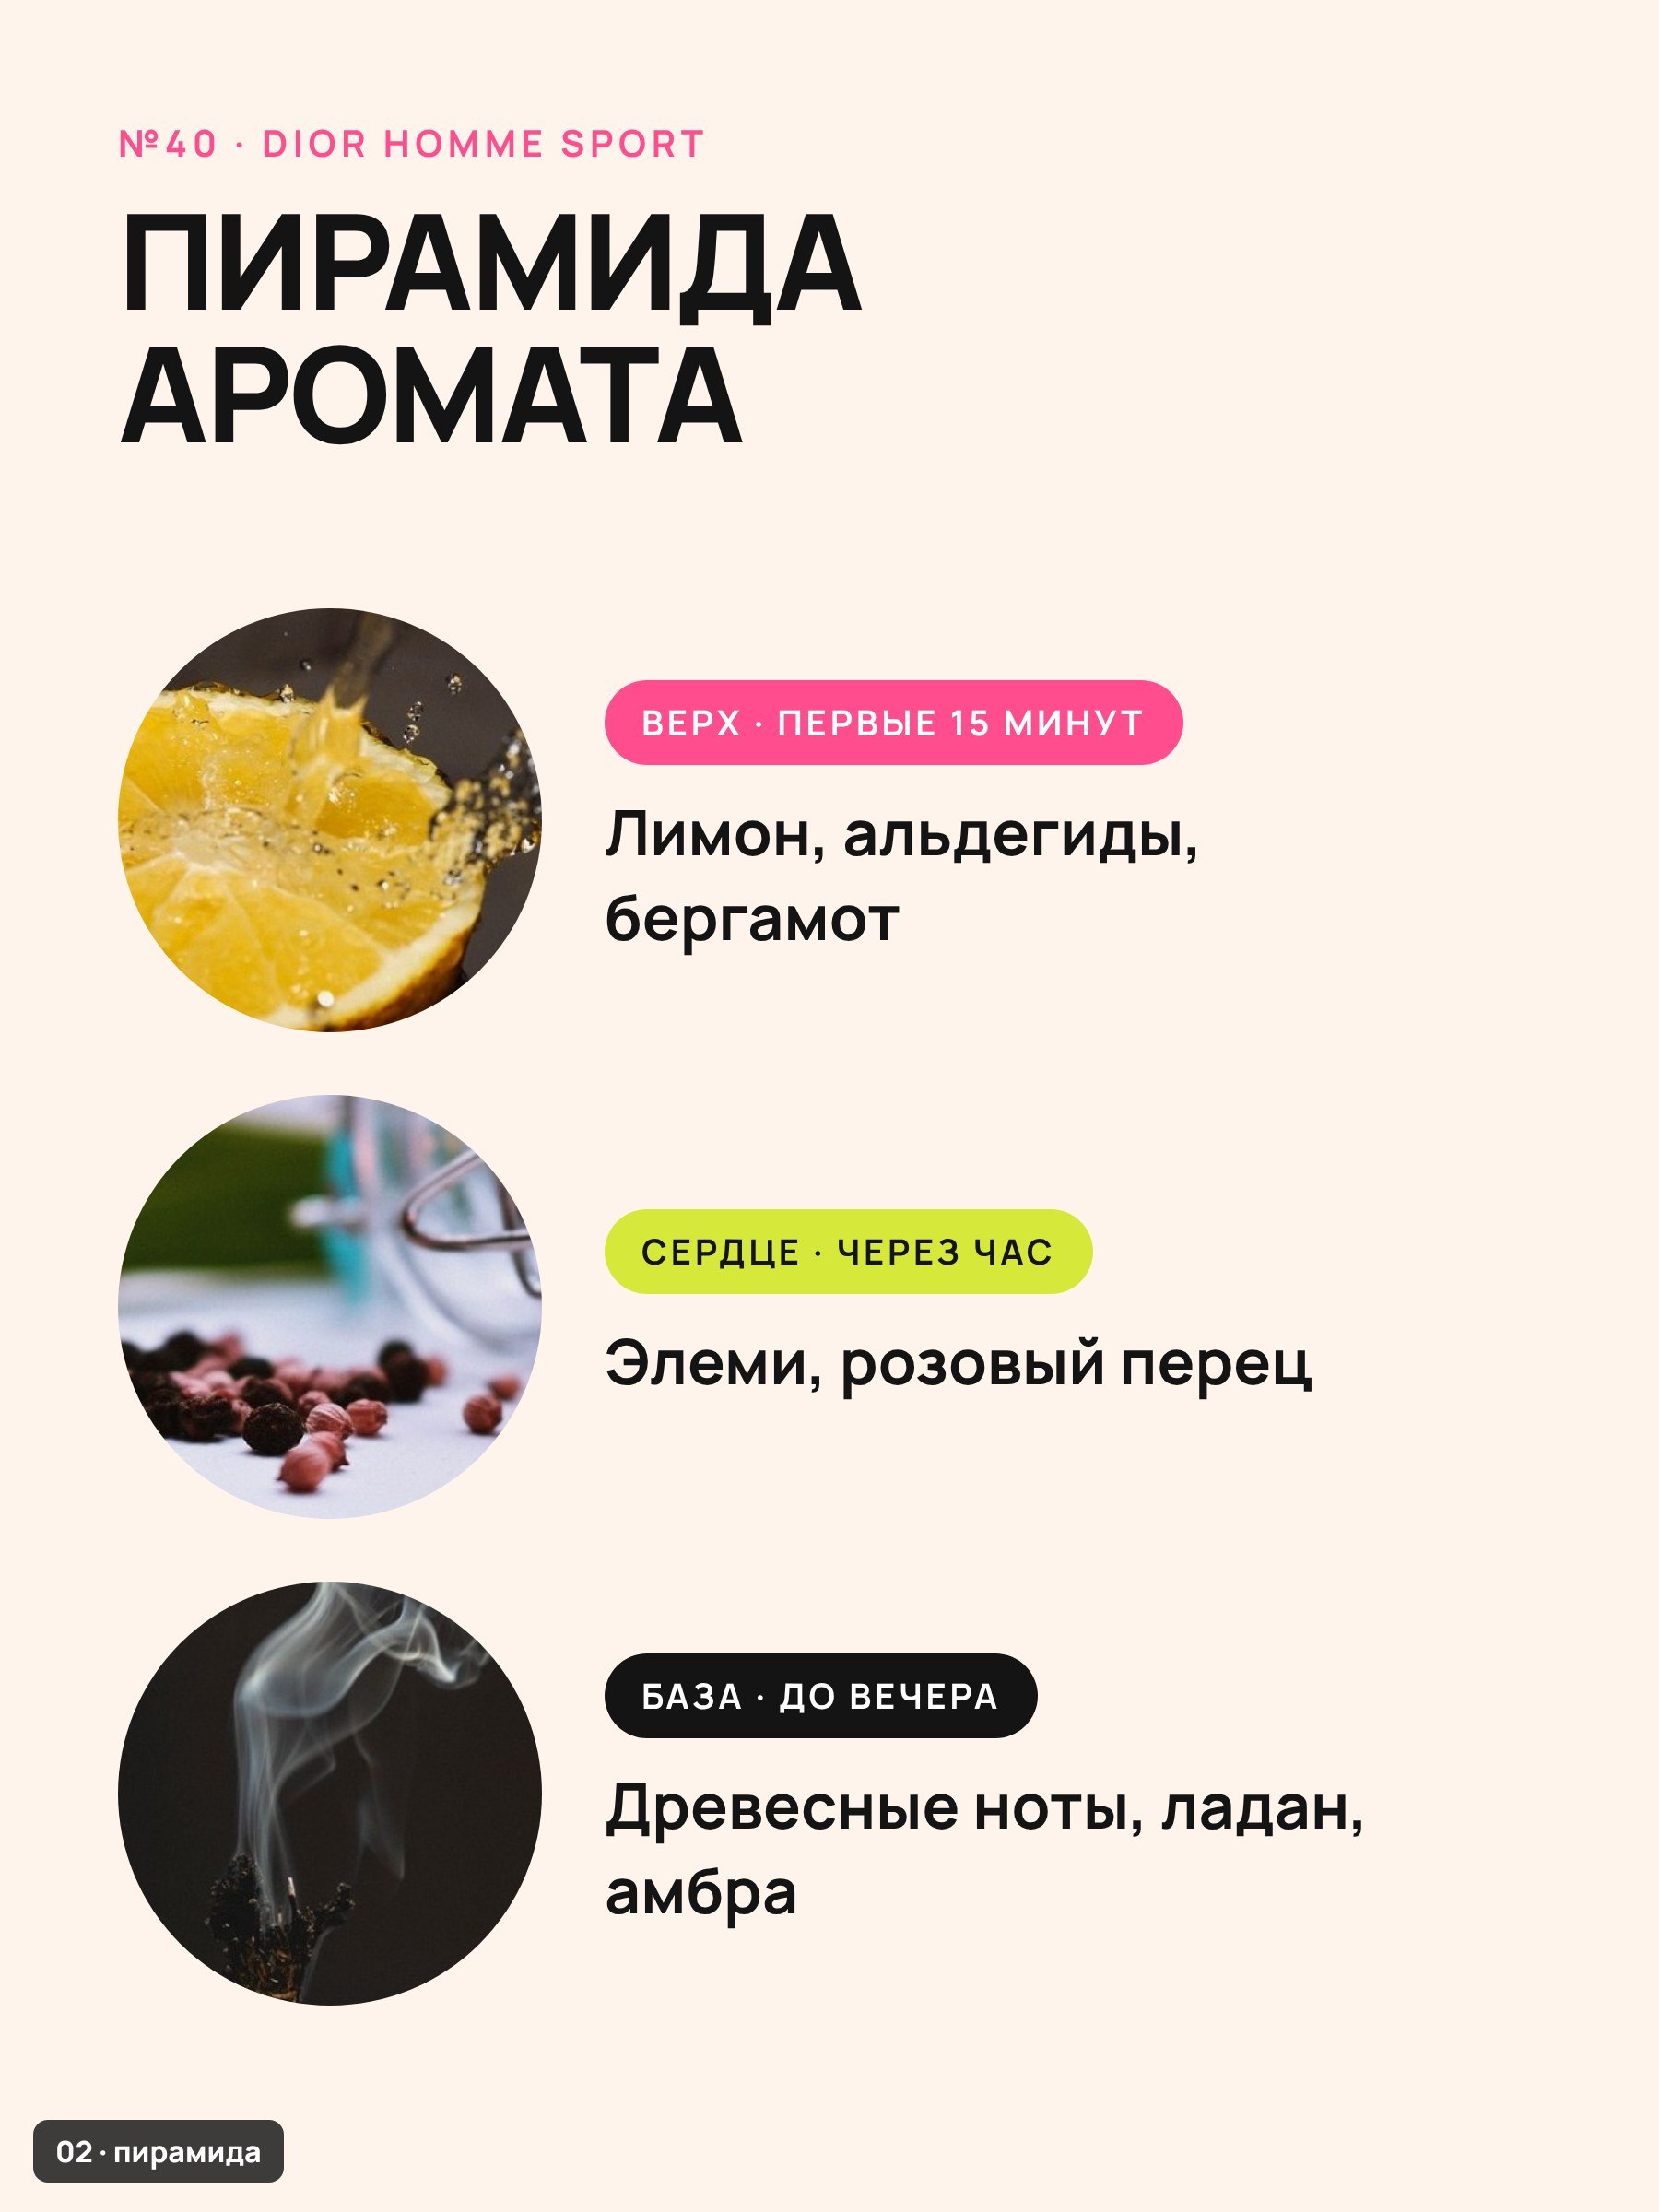 №40 · DIOR HOMME SPORT
ПИРАМИДА
АРОМАТА
ВЕРХ · ПЕРВЫЕ 15 МИНУТ
Лимон, альдегиды,
бергамот
СЕРДЦЕ · ЧЕРЕЗ ЧАС
Элеми, розовый перец
БАЗА · ДО ВЕЧЕРА
Древесные ноты, ладан,
амбра
02 · пирамида